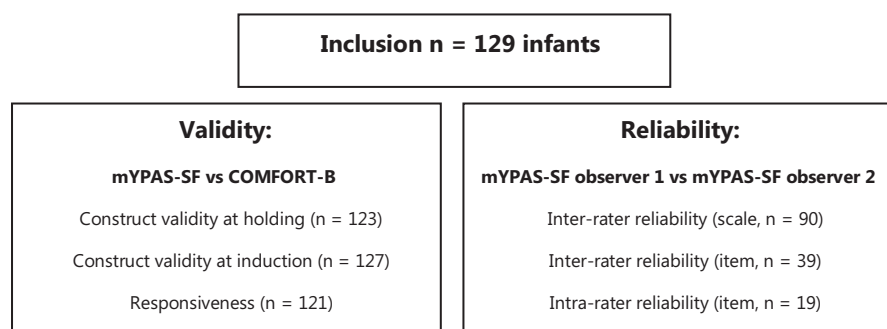 Inclusion n = 129 infants
Validity:
mYPAS-SF vs COMFORT-B
Construct validity at holding (n = 123)
Construct validity at induction (n = 127)
Responsiveness (n = 121)
Reliability:
mYPAS-SF observer 1 vs mYPAS-SF observer 2
Inter-rater reliability (scale, n = 90)
Inter-rater reliability (item, n = 39)
Intra-rater reliability (item, n = 19)